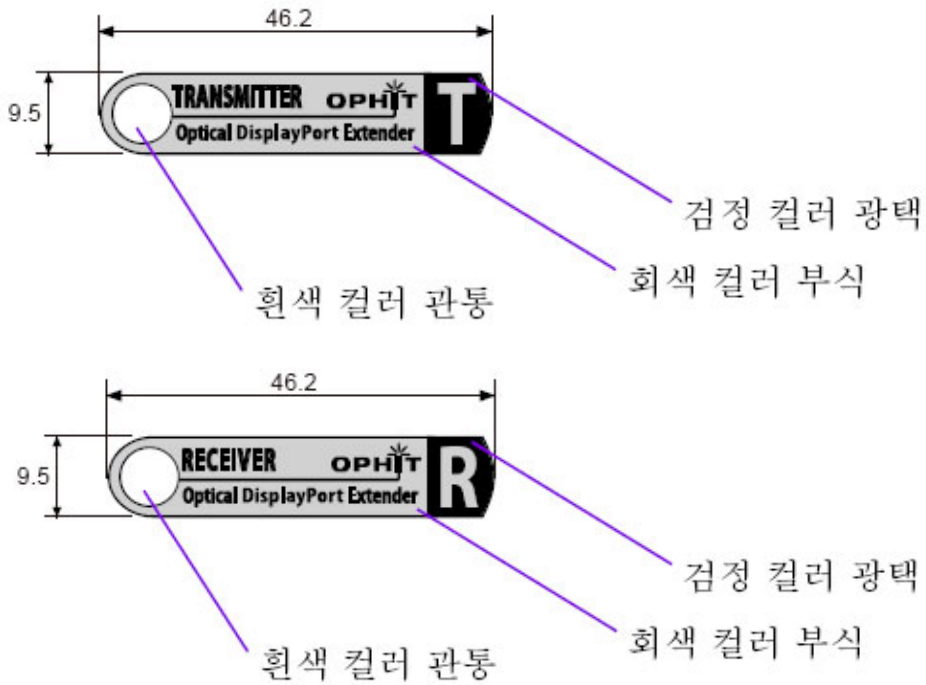 46.2
9.5
TRANSMITTER OPHIT
Optical DisplayPort Extender
T
검정 컬러 광택
회색 컬러 부식
흰색 컬러 관통
46.2
9.5
RECEIVER OPHIT
Optical DisplayPort Extender
R
검정 컬러 광택
회색 컬러 부식
흰색 컬러 관통